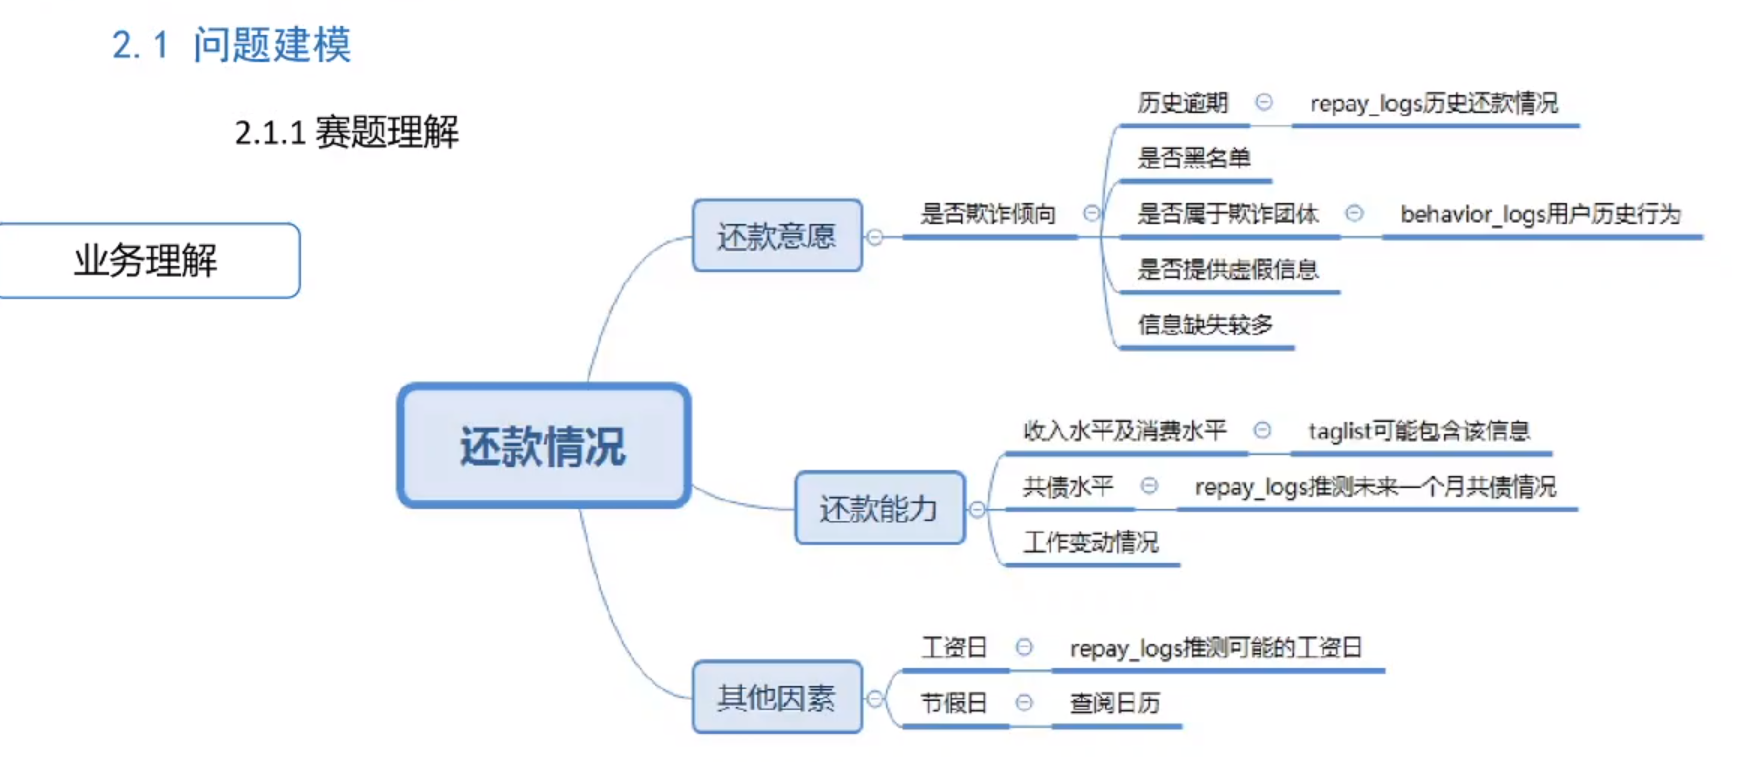 2.1 问题建模
2.1.1 赛题理解
业务理解
还款情况
还款意愿
是否欺诈倾向
历史逾期
repay_logs历史还款情况
是否黑名单
是否属于欺诈团体
behavior_logs用户历史行为
是否提供虚假信息
信息缺失较多
还款能力
收入水平及消费水平
taglist可能包含该信息
共债水平
repay_logs推测未来一个月共债情况
工作变动情况
其他因素
工资日
repay_logs推测可能的工资日
节假日
查阅日历